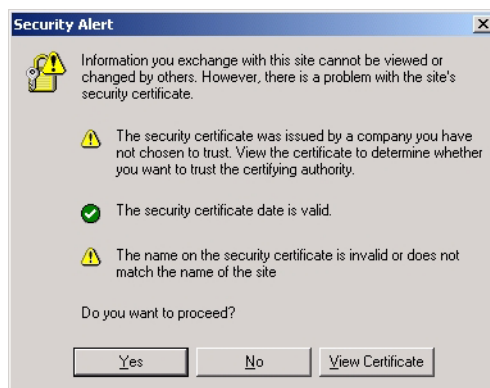 Security Alert
Information you exchange with this site cannot be viewed or
changed by others. However, there is a problem with the site's
security certificate.
The security certificate was issued by a company you have
not chosen to trust. View the certificate to determine whether
you want to trust the certifying authority.
The security certificate date is valid.
The name on the security certificate is invalid or does not
match the name of the site
Do you want to proceed?
Yes No View Certificate